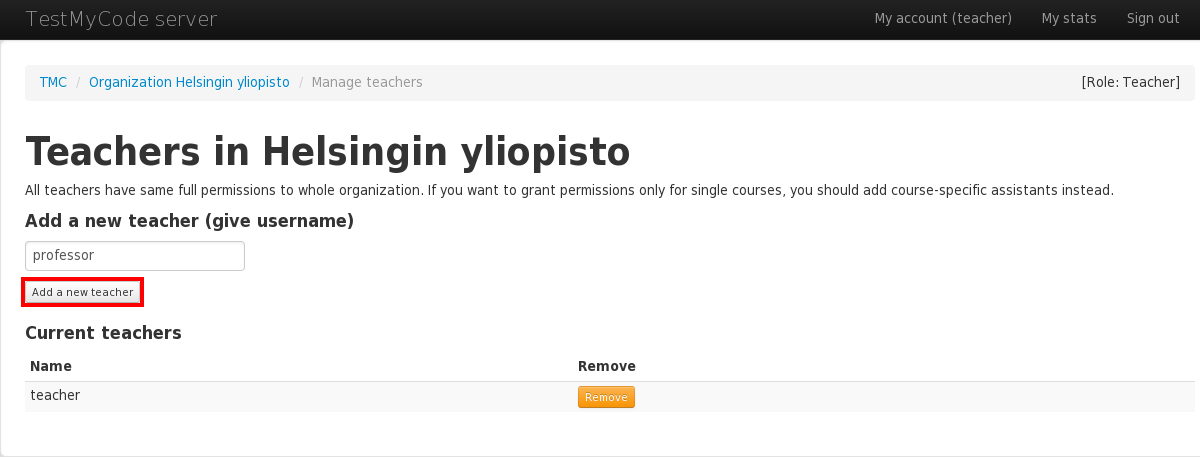 TestMyCode server
My account (teacher) My stats Sign out
TMC / Organization Helsingin yliopisto / Manage teachers [Role: Teacher]
Teachers in Helsingin yliopisto
All teachers have same full permissions to whole organization. If you want to grant permissions only for single courses, you should add course-specific assistants instead.
Add a new teacher (give username)
professor
Add a new teacher
Current teachers
Name Remove
teacher Remove